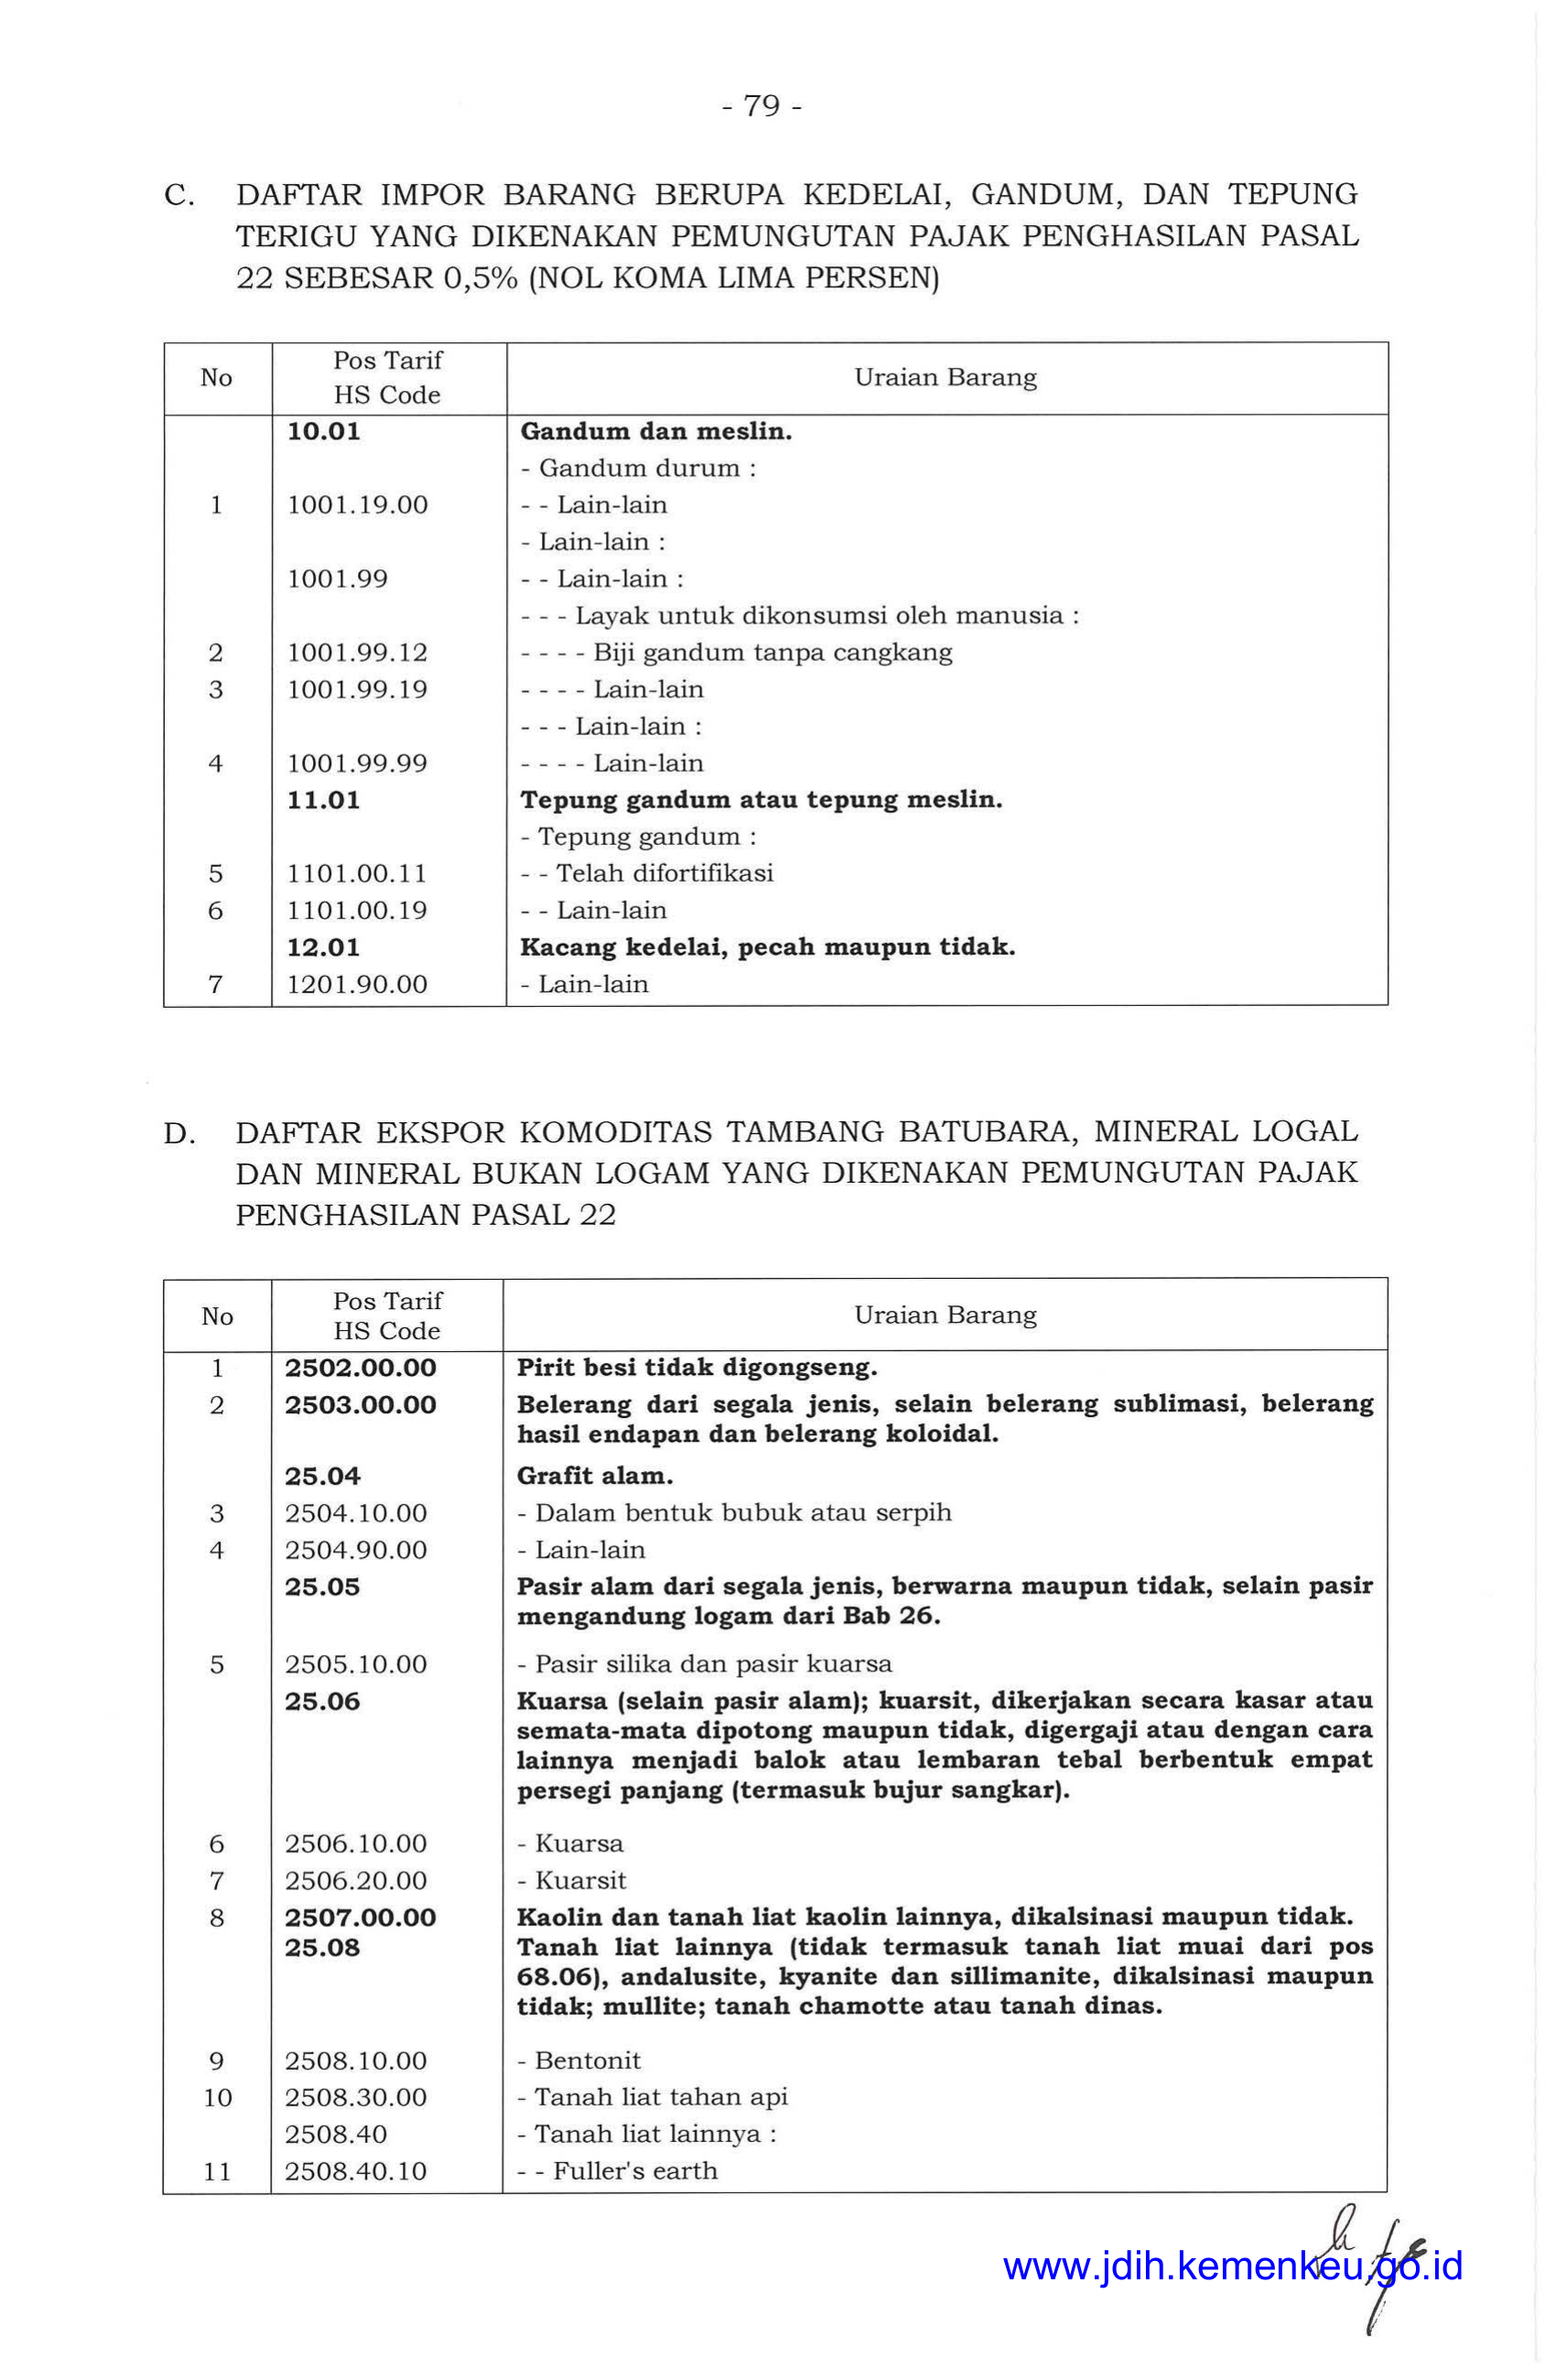 - 79 -
C. DAFTAR IMPOR BARANG BERUPA KEDELAI, GANDUM, DAN TEPUNG
TERIGU YANG DIKENAKAN PEMUNGUTAN PAJAK PENGHASILAN PASAL
22 SEBESAR 0,5% (NOL KOMA LIMA PERSEN)
No Pos Tarif HS Code Uraian Barang
10.01 Gandum dan meslin.
- Gandum durum :
1 1001.19.00 - - Lain-lain
- Lain-lain :
1001.99 - - Lain-lain :
- - - Layak untuk dikonsumsi oleh manusia :
2 1001.99.12 - - - - Biji gandum tanpa cangkang
3 1001.99.19 - - - - Lain-lain
- - - Lain-lain :
4 1001.99.99 - - - - Lain-lain
11.01 Tepung gandum atau tepung meslin.
- Tepung gandum :
5 1101.00.11 - - Telah difortifikasi
6 1101.00.19 - - Lain-lain
12.01 Kacang kedelai, pecah maupun tidak.
7 1201.90.00 - Lain-lain
D. DAFTAR EKSPOR KOMODITAS TAMBANG BATUBARA, MINERAL LOGAL
DAN MINERAL BUKAN LOGAM YANG DIKENAKAN PEMUNGUTAN PAJAK
PENGHASILAN PASAL 22
No Pos Tarif HS Code Uraian Barang
1 2502.00.00 Pirit besi tidak digongseng.
2 2503.00.00 Belerang dari segala jenis, selain belerang sublimasi, belerang
hasil endapan dan belerang koloidal.
25.04 Grafit alam.
3 2504.10.00 - Dalam bentuk bubuk atau serpih
4 2504.90.00 - Lain-lain
25.05 Pasir alam dari segala jenis, berwarna maupun tidak, selain pasir
mengandung logam dari Bab 26.
5 2505.10.00 - Pasir silika dan pasir kuarsa
25.06 Kuarsa (selain pasir alam); kuarsit, dikerjakan secara kasar atau
semata-mata dipotong maupun tidak, digergaji atau dengan cara
lainnya menjadi balok atau lembaran tebal berbentuk empat
persegi panjang (termasuk bujur sangkar).
6 2506.10.00 - Kuarsa
7 2506.20.00 - Kuarsit
8 2507.00.00 Kaolin dan tanah liat kaolin lainnya, dikalsinasi maupun tidak.
25.08 Tanah liat lainnya (tidak termasuk tanah liat muai dari pos
68.06), andalusite, kyanite dan sillimanite, dikalsinasi maupun
tidak; mullite; tanah chamotte atau tanah dinas.
9 2508.10.00 - Bentonit
10 2508.30.00 - Tanah liat tahan api
2508.40 - Tanah liat lainnya :
11 2508.40.10 - - Fuller's earth
www.jdih.kemenkeu.go.id